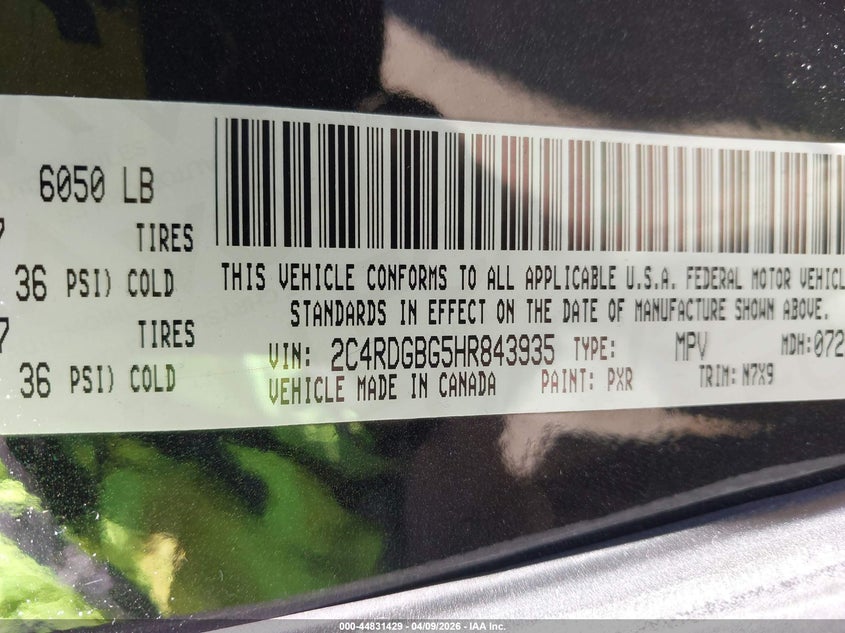 6050 LB
7 TIRES
36 PSI) COLD
7 TIRES
36 PSI) COLD
THIS VEHICLE CONFORMS TO ALL APPLICABLE U.S.A. FEDERAL MOTOR VEHICL
STANDARDS IN EFFECT ON THE DATE OF MANUFACTURE SHOWN ABOVE.
VIN: 2C4RDGBG5HR843935 TYPE: MPV MDH:072
VEHICLE MADE IN CANADA PAINT: PXR TRIM: N7X9
000-44831429 - 04/09/2026 - IAA Inc.